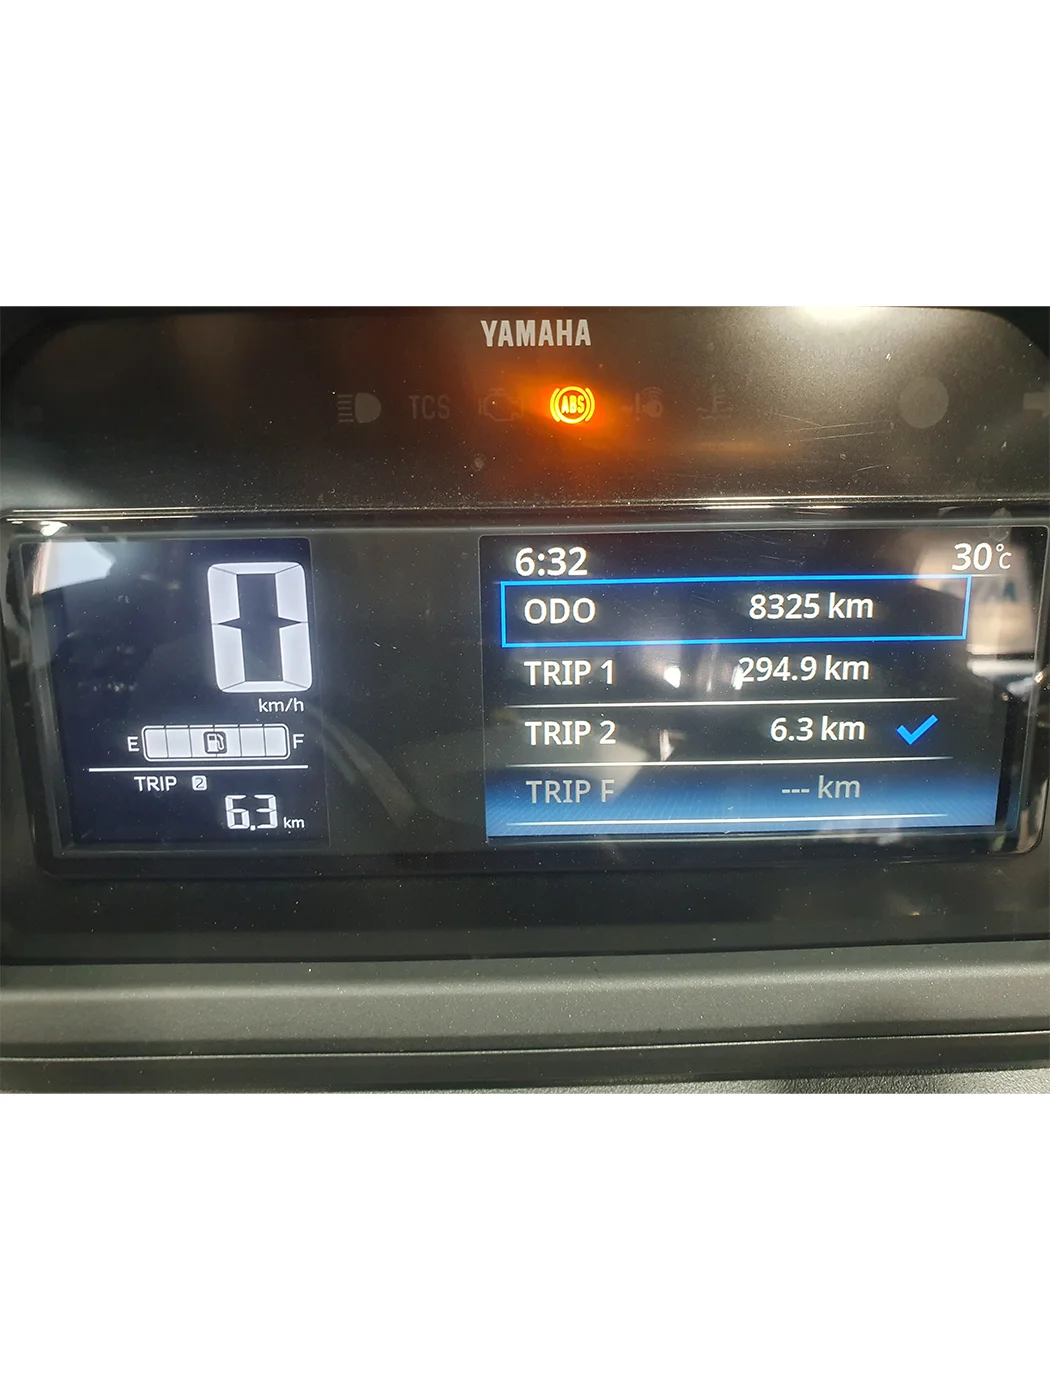 YAMAHA
TCS ABS
0
km/h
E F
TRIP 2
6.3 km
6:32 30°C
ODO 8325 km
TRIP 1 294.9 km
TRIP 2 6.3 km
TRIP F --- km